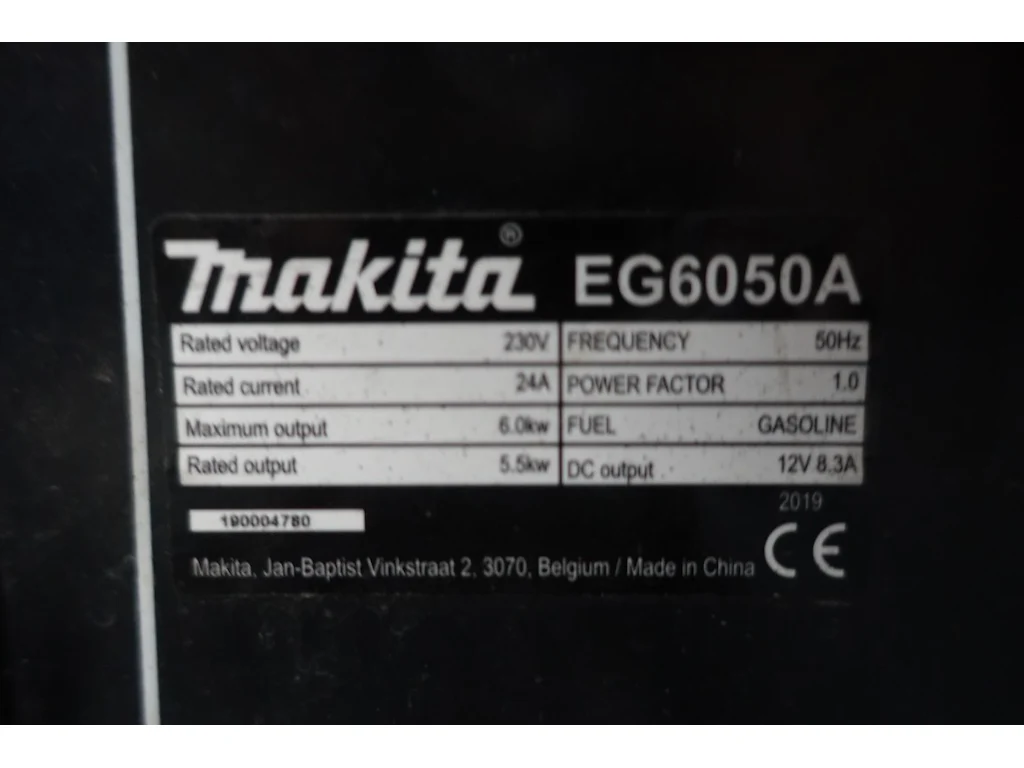 makita® EG6050A
Rated voltage 230V FREQUENCY 50Hz
Rated current 24A POWER FACTOR 1.0
Maximum output 6.0kw FUEL GASOLINE
Rated output 5.5kw DC output 12V 8.3A
2019
190004780
CE
Makita, Jan-Baptist Vinkstraat 2, 3070, Belgium / Made in China